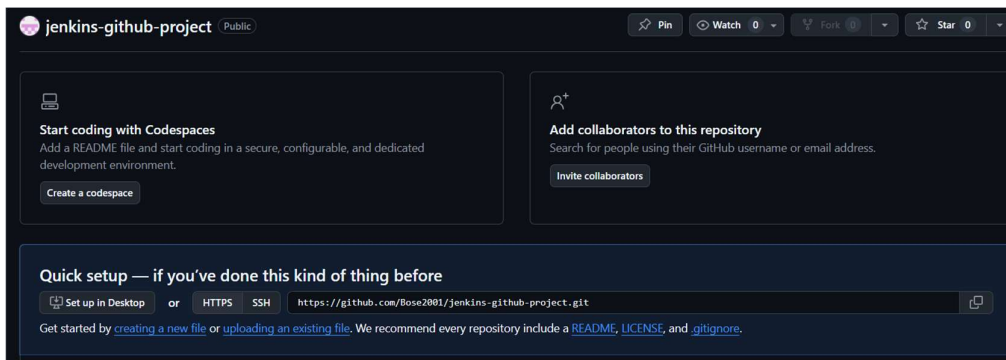 jenkins-github-project Public
Pin
Watch 0
Fork 0
Star 0
Start coding with Codespaces
Add a README file and start coding in a secure, configurable, and dedicated
development environment.
Create a codespace
Add collaborators to this repository
Search for people using their GitHub username or email address.
Invite collaborators
Quick setup — if you've done this kind of thing before
Set up in Desktop or HTTPS SSH https://github.com/Bose2001/jenkins-github-project.git
Get started by creating a new file or uploading an existing file. We recommend every repository include a README, LICENSE, and .gitignore.